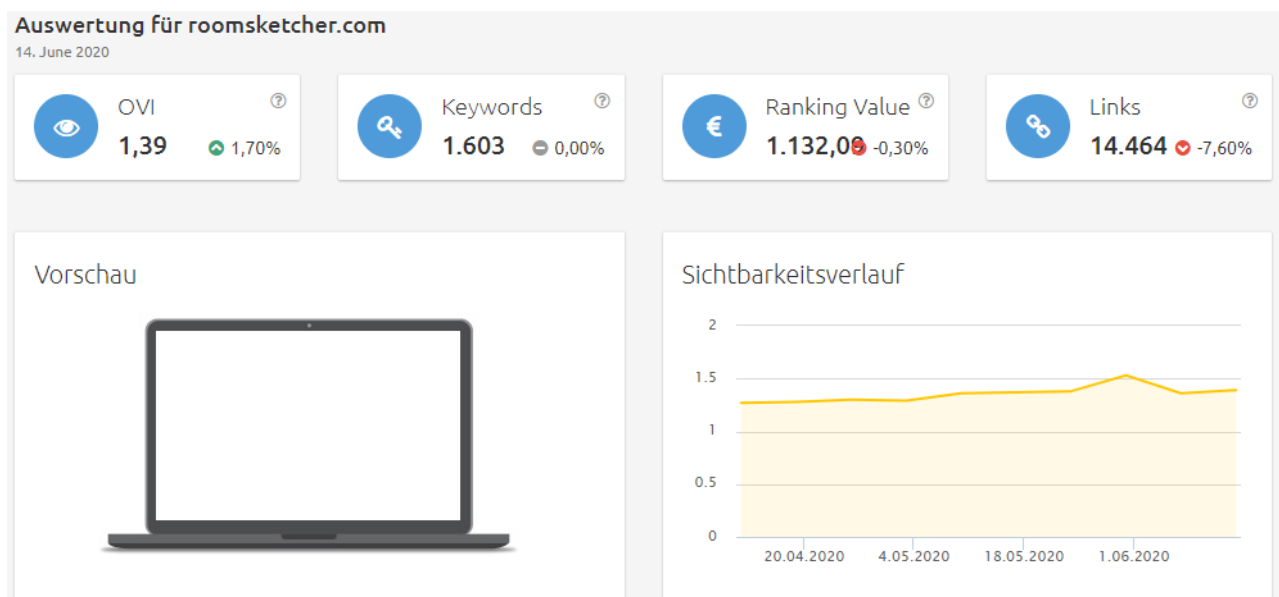 Auswertung für roomsketcher.com
14. June 2020
OVI
1,39 1,70%
Keywords
1.603 0,00%
Ranking Value
€
-0,30%
Links
14.464 -7,60%
Vorschau
Sichtbarkeitsverlauf
2
1.5
1
0.5
0
20.04.2020 4.05.2020 18.05.2020 1.06.2020